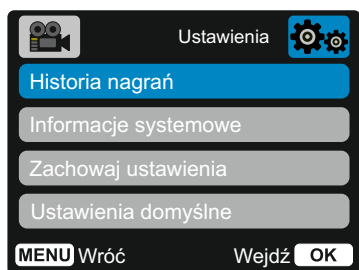 Ustawienia
Historia nagrań
Informacje systemowe
Zachowaj ustawienia
Ustawienia domyślne
MENU Wróć Wejdź OK